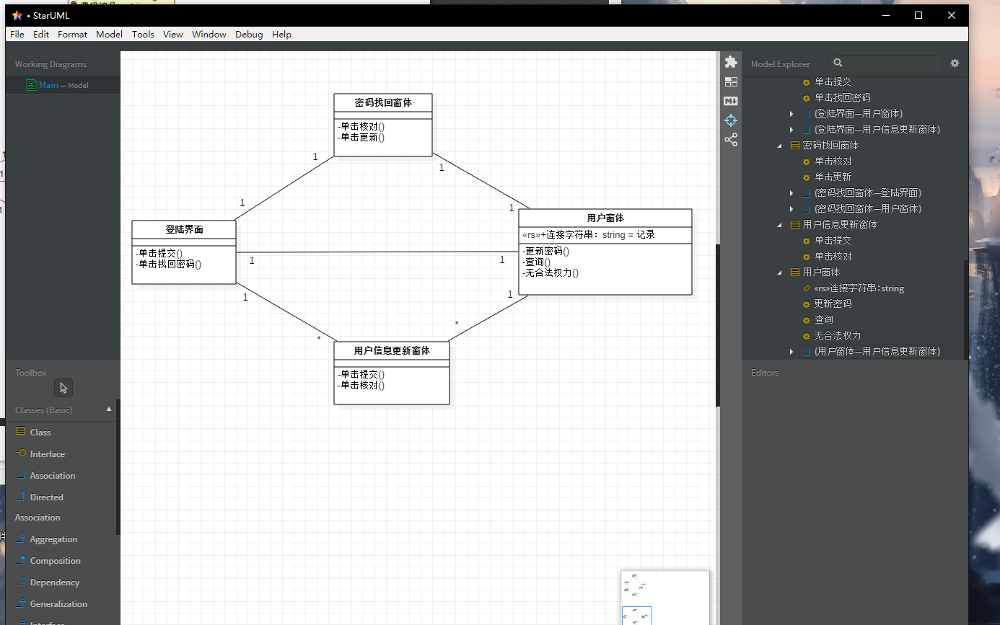 • StarUML
File Edit Format Model Tools View Window Debug Help
Working Diagrams
Main — Model
密码找回窗体
-单击核对()
-单击更新()
1
1
1
1
登陆界面
-单击提交()
-单击找回密码()
用户窗体
«rs»+连接字符串: string = 记录
-更新密码()
-查询()
-无合法权力()
1
1
1
1
*
*
用户信息更新窗体
-单击提交()
-单击核对()
Toolbox
Classes (Basic)
Class
Interface
Association
Directed
Association
Aggregation
Composition
Dependency
Generalization
Interface
Model Explorer
单击提交
单击找回密码
(登陆界面—用户窗体)
(登陆界面—用户信息更新窗体)
密码找回窗体
单击核对
单击更新
(密码找回窗体—登陆界面)
(密码找回窗体—用户窗体)
用户信息更新窗体
单击提交
单击核对
用户窗体
«rs»连接字符串:string
更新密码
查询
无合法权力
(用户窗体—用户信息更新窗体)
Editors